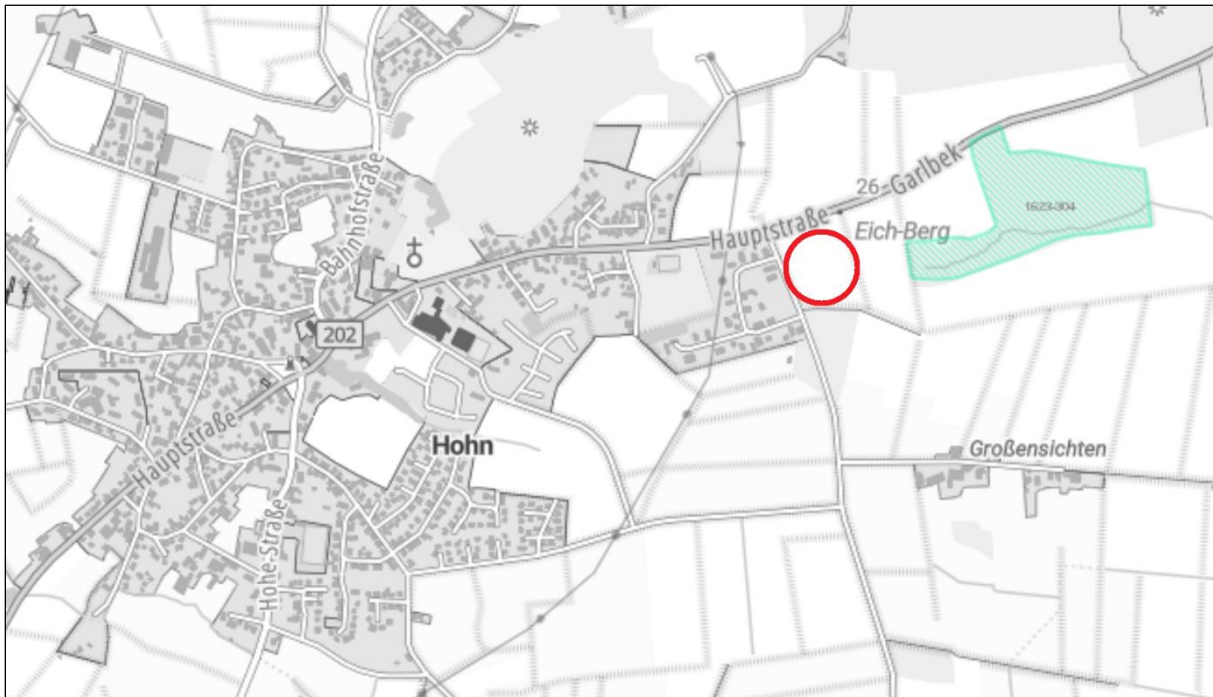 26
Garlbek
Hauptstraße
Eich-Berg
1623-304
Bahnhofstraße
202
Hauptstraße
Hohn
Großensichten
Hohe-Straße